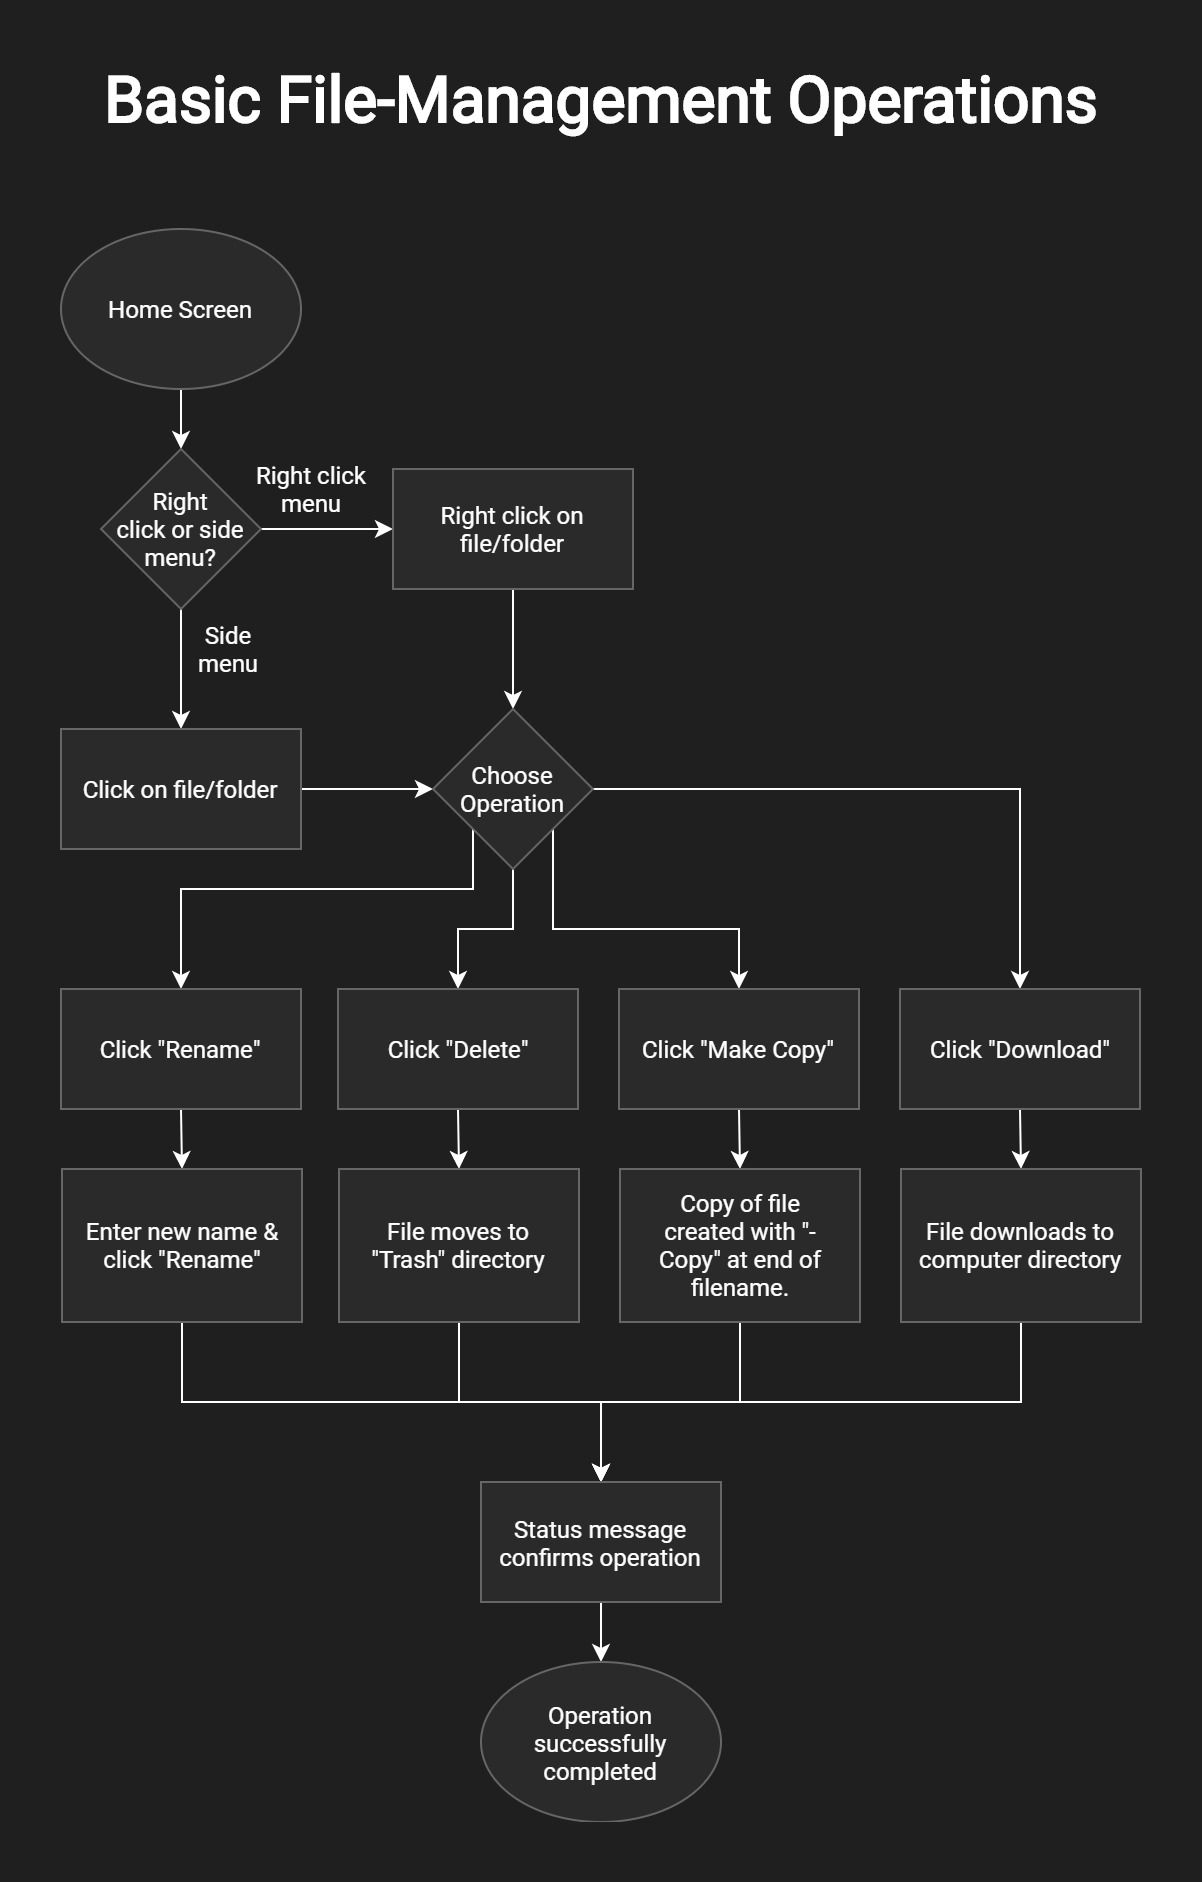 Basic File-Management Operations
Home Screen
Right
click or side
menu?
Right click
menu
Right click on
file/folder
Side
menu
Click on file/folder
Choose
Operation
Click "Rename"
Click "Delete"
Click "Make Copy"
Click "Download"
Enter new name &
click "Rename"
File moves to
"Trash" directory
Copy of file
created with "-
Copy" at end of
filename.
File downloads to
computer directory
Status message
confirms operation
Operation
successfully
completed